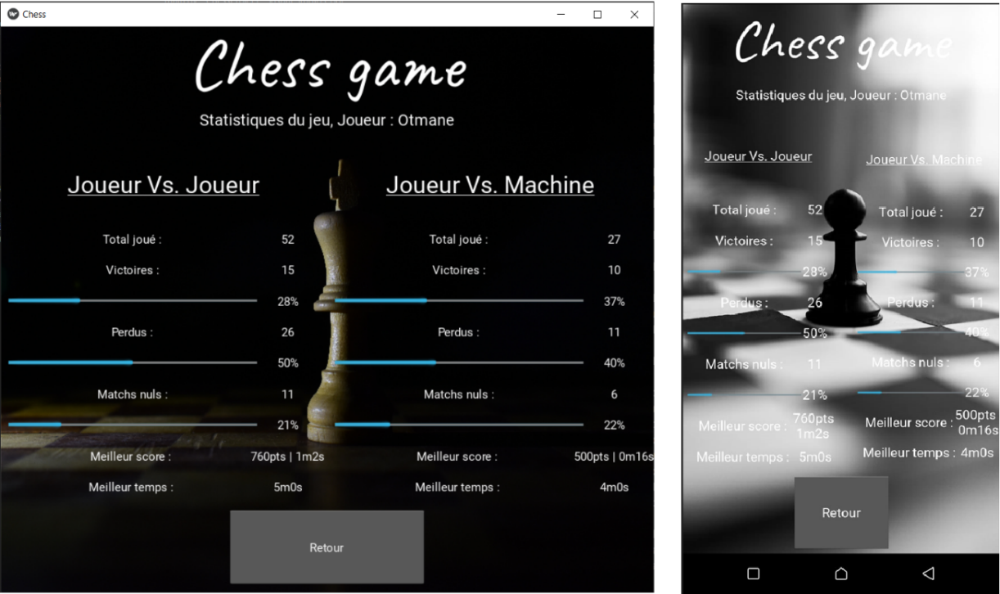 Chess
Chess game
Statistiques du jeu, Joueur : Otmane
Joueur Vs. Joueur
Total joué : 52
Victoires : 15
28%
Perdus : 26
50%
Matchs nuls : 11
21%
Meilleur score : 760pts | 1m2s
Meilleur temps : 5m0s
Joueur Vs. Machine
Total joué : 27
Victoires : 10
37%
Perdus : 11
40%
Matchs nuls : 6
22%
Meilleur score : 500pts | 0m16s
Meilleur temps : 4m0s
Retour
Chess game
Statistiques du jeu, Joueur : Otmane
Joueur Vs. Joueur
Total joué : 52
Victoires : 15
28%
Perdus : 26
50%
Matchs nuls : 11
21%
Meilleur score : 760pts
1m2s
Meilleur temps : 5m0s
Joueur Vs. Machine
Total joué : 27
Victoires : 10
37%
Perdus : 11
40%
Matchs nuls : 6
22%
Meilleur score : 500pts
0m16s
Meilleur temps : 4m0s
Retour